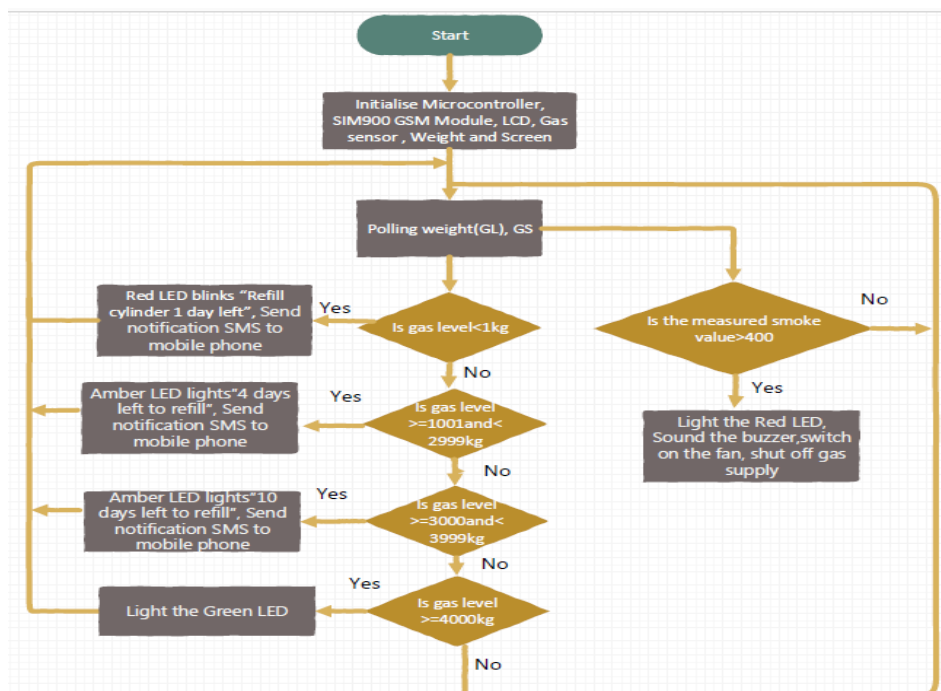 Start
Initialise Microcontroller,
SIM900 GSM Module, LCD, Gas
sensor , Weight and Screen
Polling weight(GL), GS
Red LED blinks "Refill
cylinder 1 day left", Send
notification SMS to
mobile phone
Yes
Is gas level<1kg
No
Is the measured smoke
value>400
No
Yes
Light the Red LED,
Sound the buzzer,switch
on the fan, shut off gas
supply
Amber LED lights"4 days
left to refill", Send
notification SMS to
mobile phone
Yes
Is gas level
>=1001and<
2999kg
No
Amber LED lights"10
days left to refill", Send
notification SMS to
mobile phone
Yes
Is gas level
>=3000and<
3999kg
No
Light the Green LED
Yes
Is gas level
>=4000kg
No